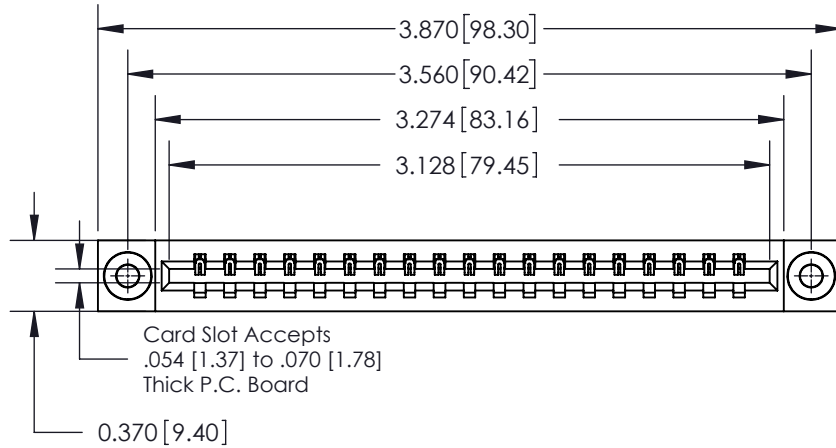 3.870 [98.30]
3.560 [90.42]
3.274 [83.16]
3.128 [79.45]
Card Slot Accepts
.054 [1.37] to .070 [1.78]
Thick P.C. Board
0.370 [9.40]